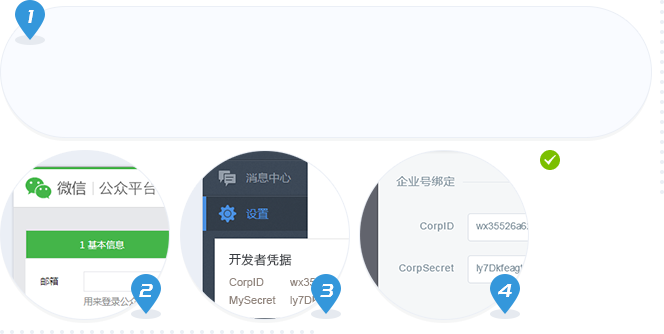 1
微信 | 公众平台
1 基本信息
邮箱
用来登录公众
2
消息中心
设置
开发者凭据
CorpID wx35
MySecret ly7D
3
企业号绑定
CorpID wx35526a6
CorpSecret ly7Dkfeag
4